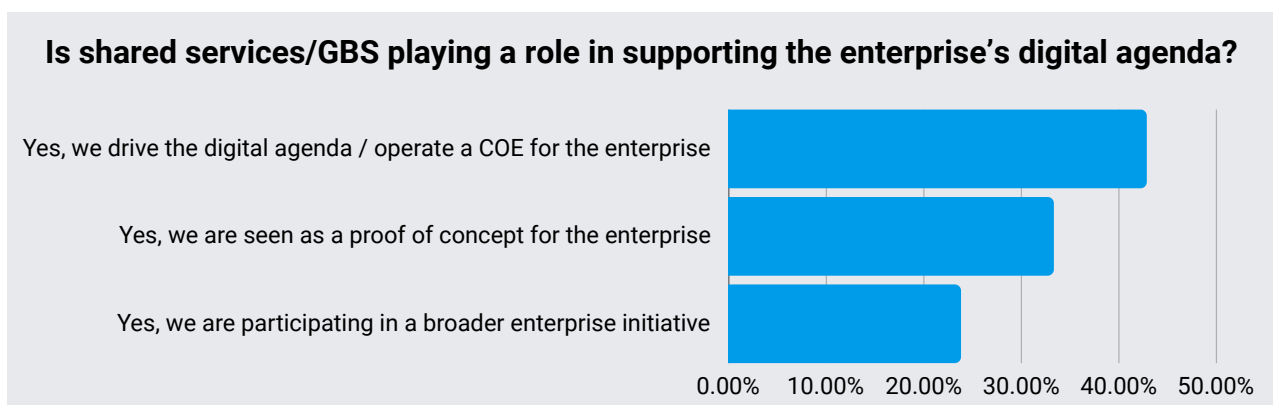 Is shared services/GBS playing a role in supporting the enterprise’s digital agenda?
Yes, we drive the digital agenda / operate a COE for the enterprise
Yes, we are seen as a proof of concept for the enterprise
Yes, we are participating in a broader enterprise initiative
0.00% 10.00% 20.00% 30.00% 40.00% 50.00%